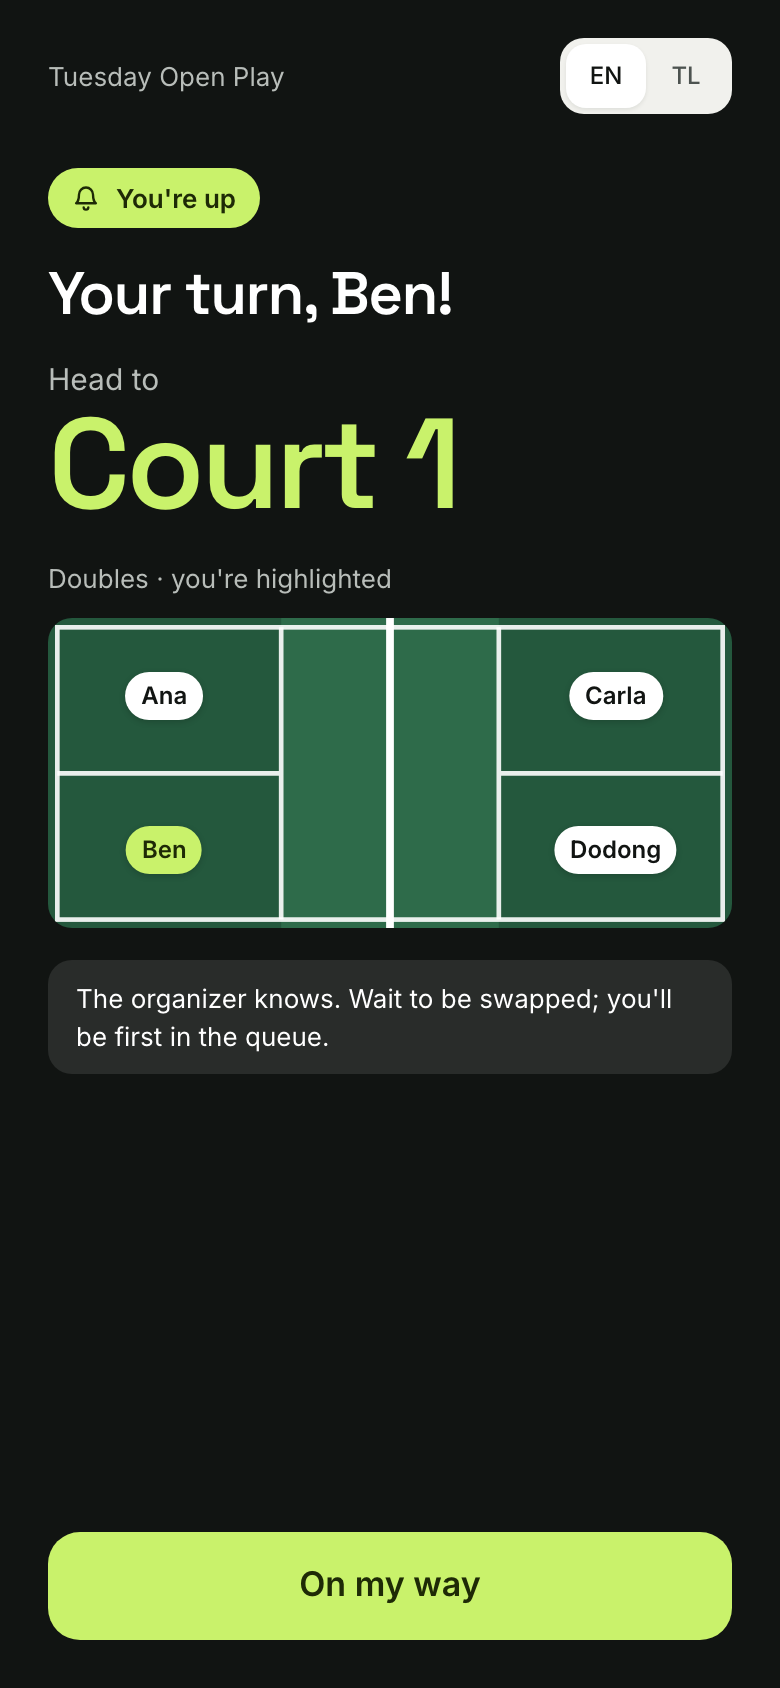 Tuesday Open Play
EN
TL
You're up
Your turn, Ben!
Head to
Court 1
Doubles · you're highlighted
Ana
Carla
Ben
Dodong
The organizer knows. Wait to be swapped; you'll
be first in the queue.
On my way